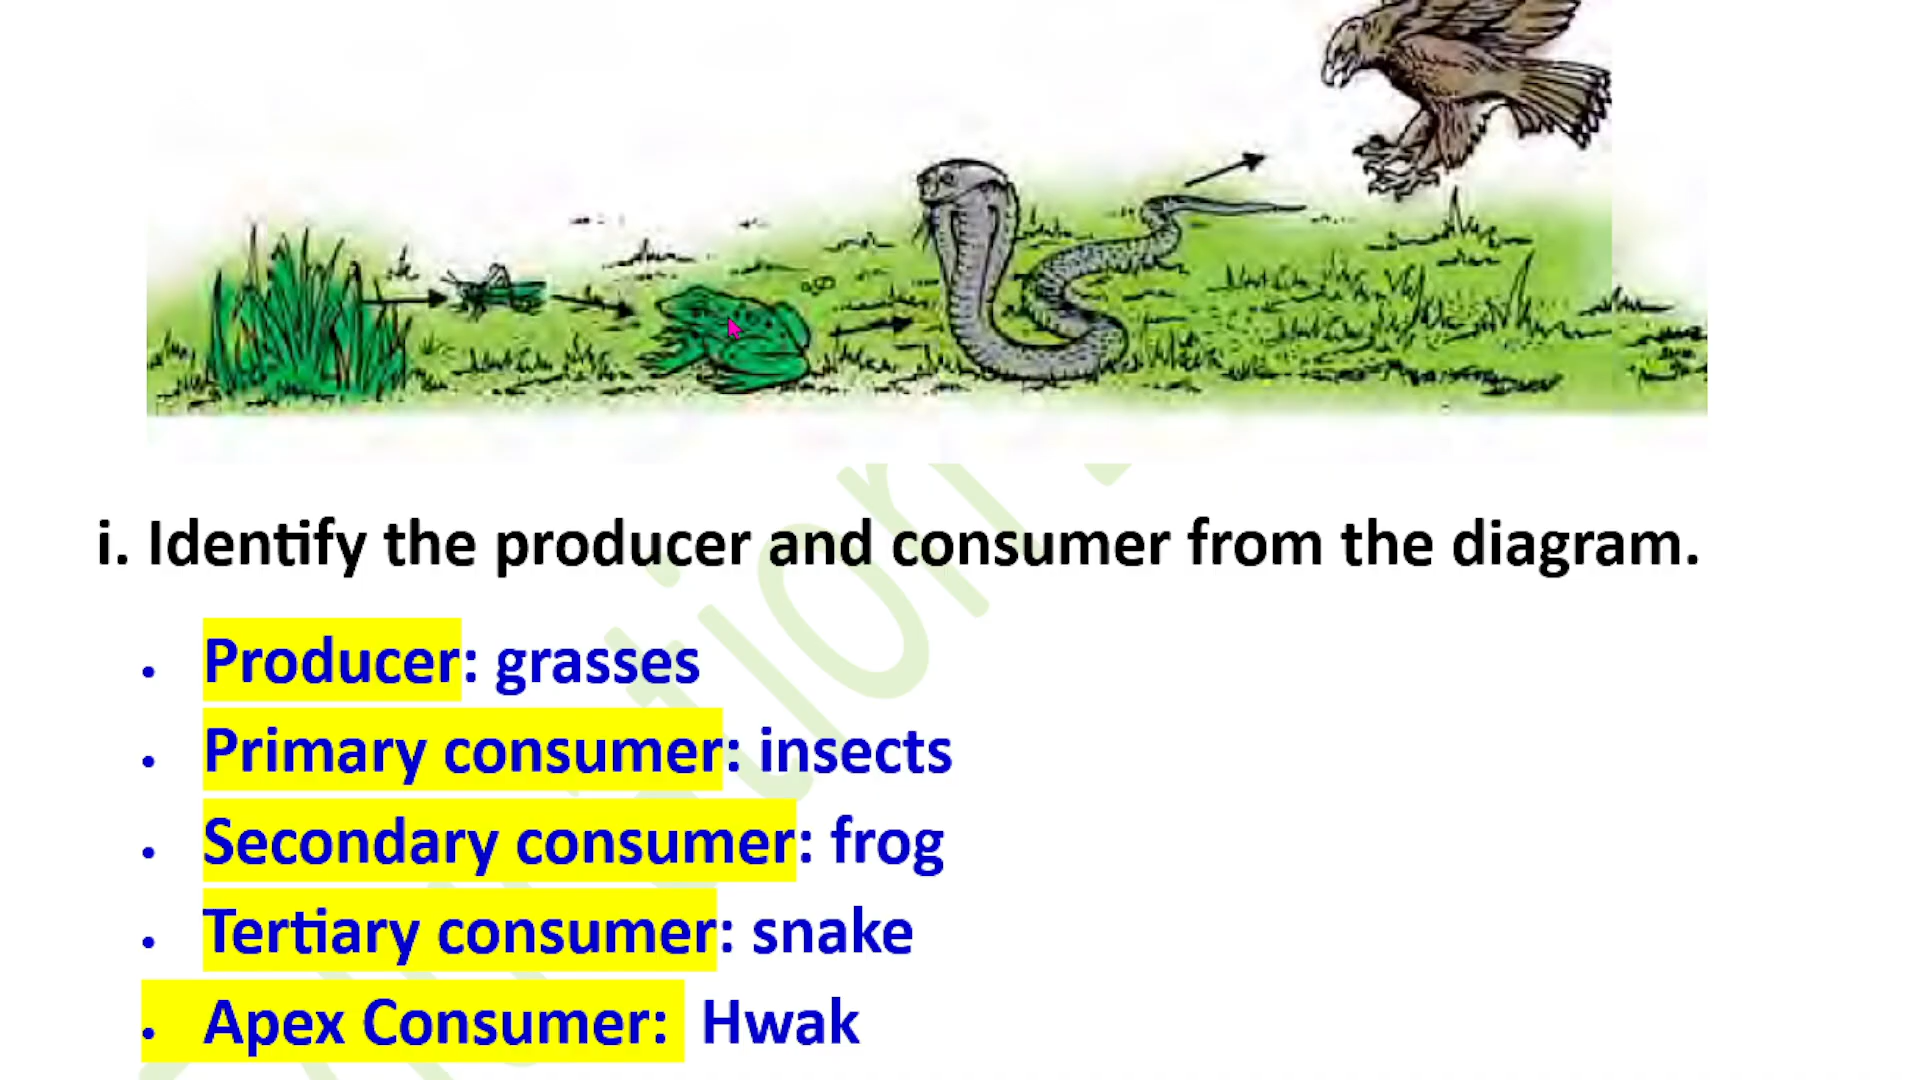 i. Identify the producer and consumer from the diagram.
• Producer: grasses
• Primary consumer: insects
• Secondary consumer: frog
• Tertiary consumer: snake
• Apex Consumer: Hwak